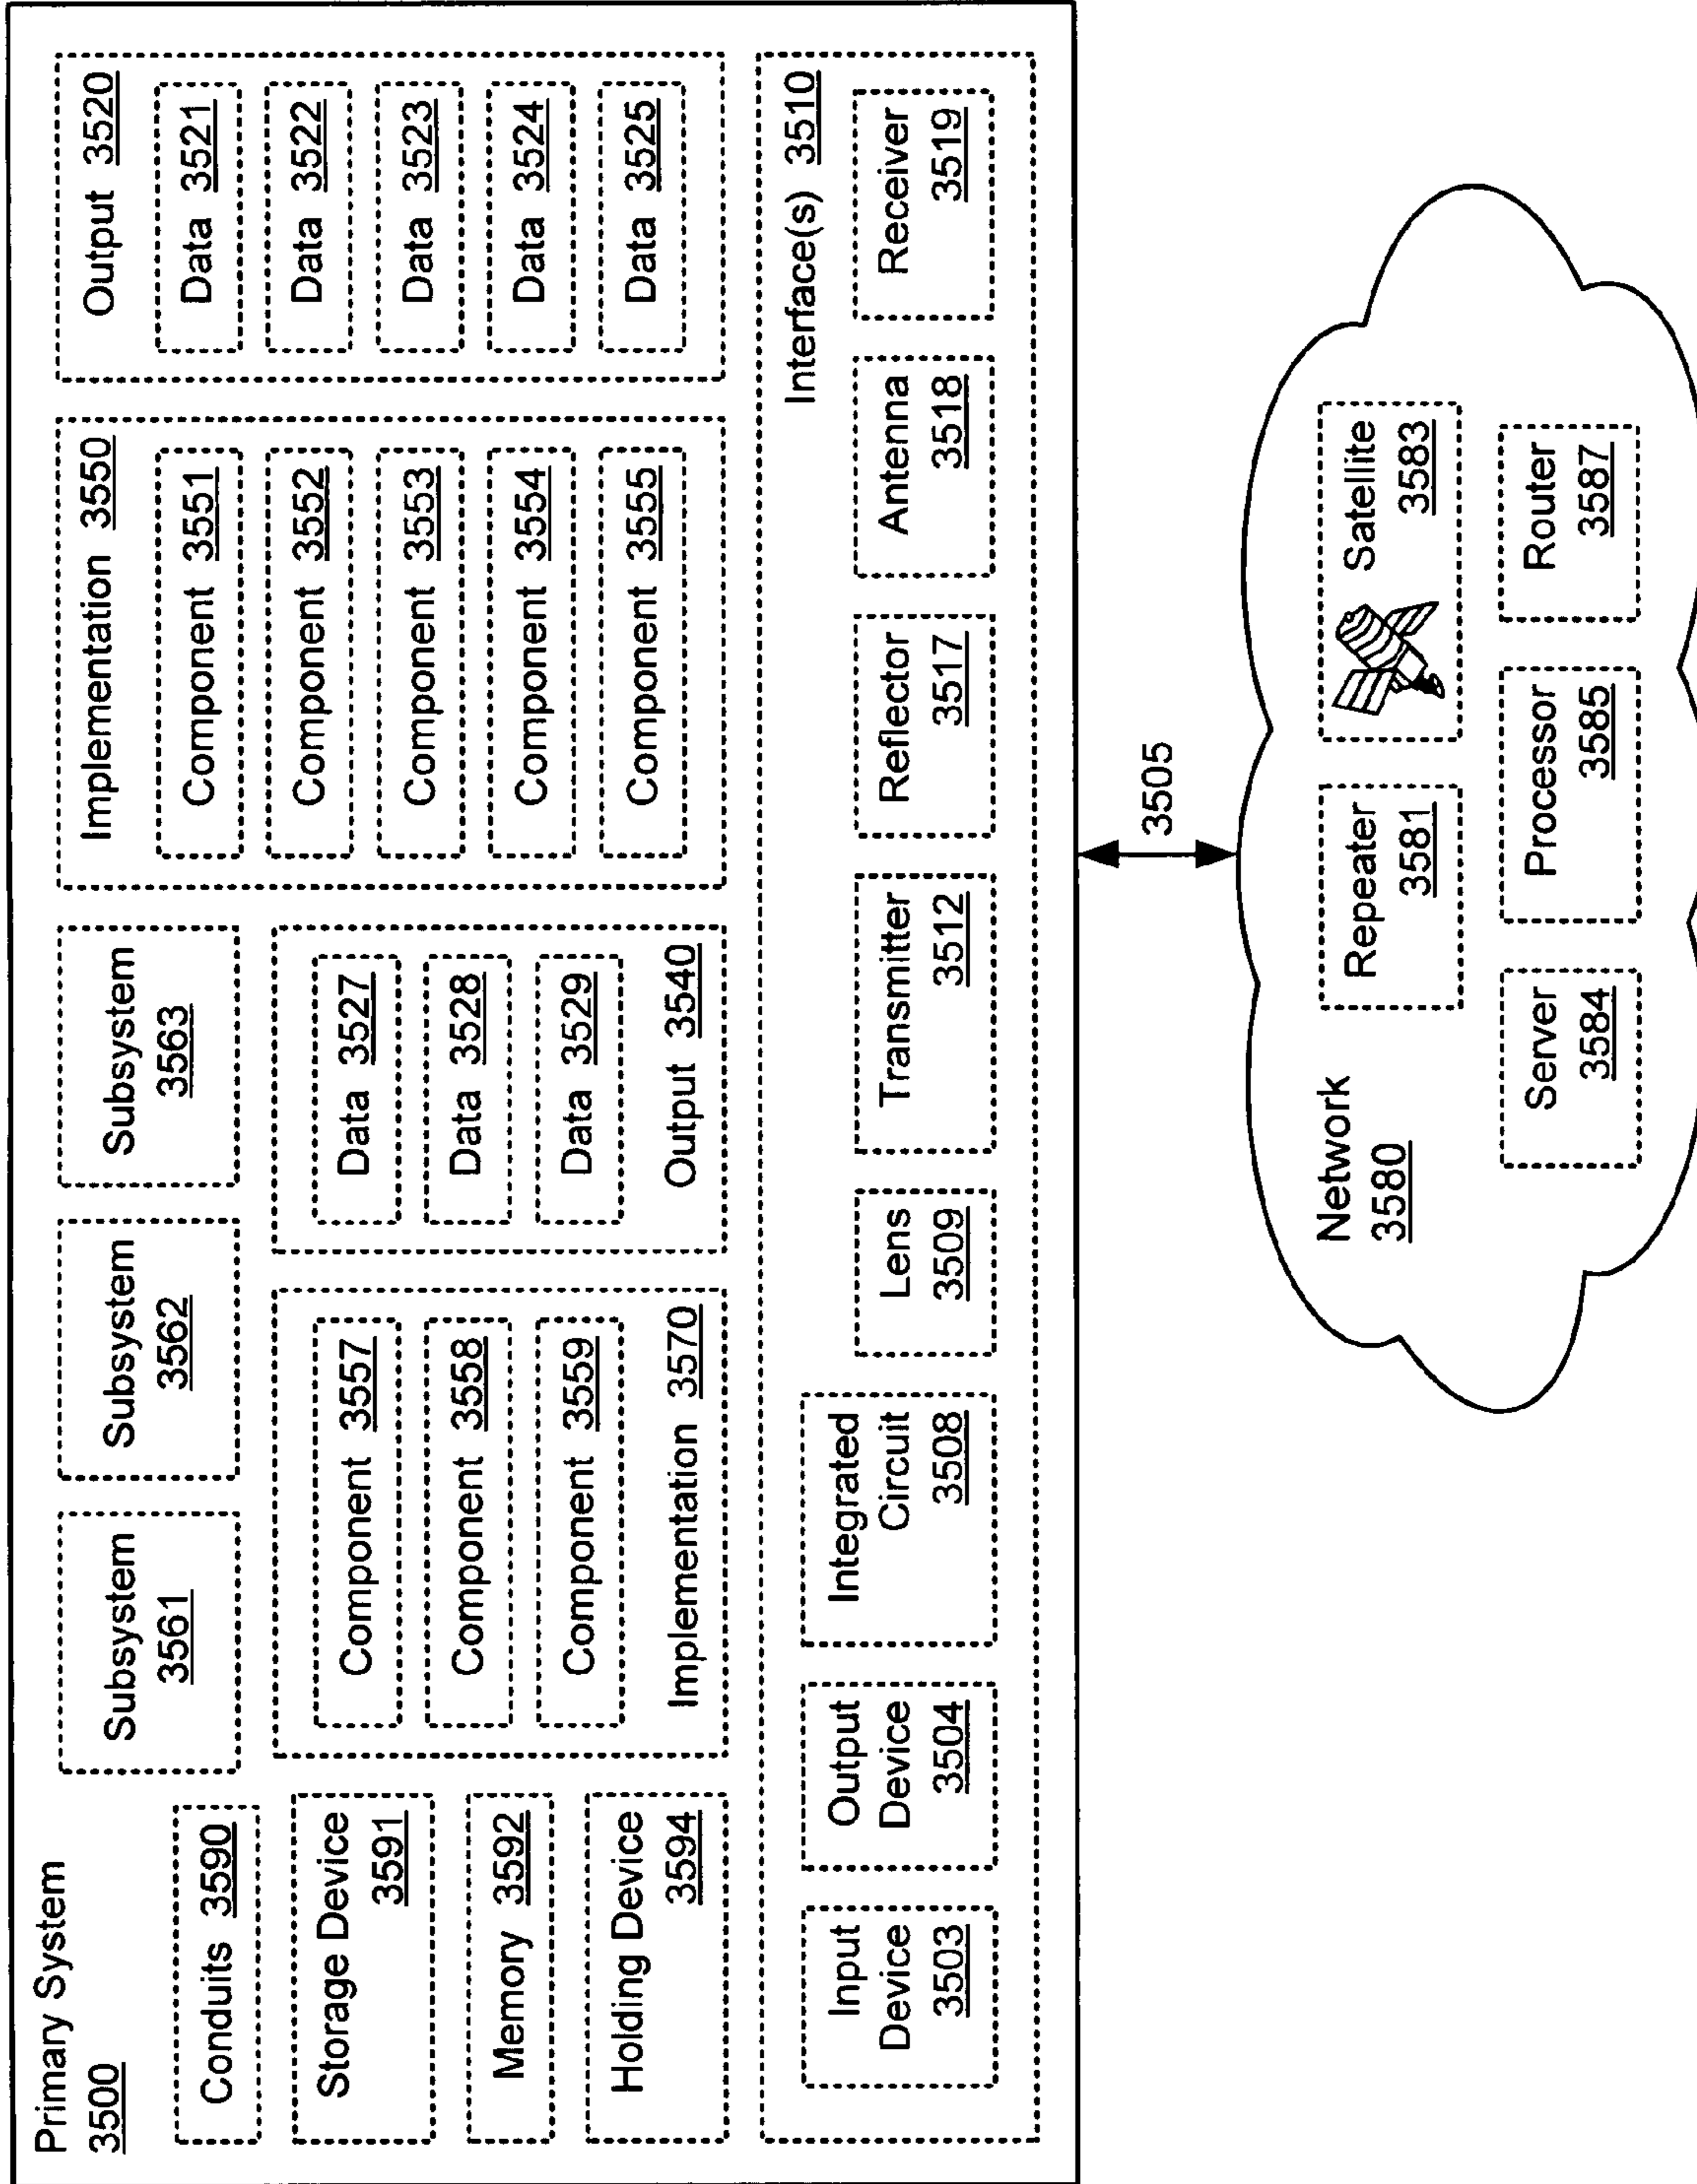 Primary System
3500
Conduits 3590
Storage Device
3591
Memory 3592
Holding Device
3594
Subsystem
3561
Subsystem
3562
Subsystem
3563
Component 3557
Component 3558
Component 3559
Implementation 3570
Data 3527
Data 3528
Data 3529
Output 3540
Implementation 3550
Component 3551
Component 3552
Component 3553
Component 3554
Component 3555
Output 3520
Data 3521
Data 3522
Data 3523
Data 3524
Data 3525
Interface(s) 3510
Input
Device
3503
Output
Device
3504
Integrated
Circuit
3508
Lens
3509
Transmitter
3512
Reflector
3517
Antenna
3518
Receiver
3519
3505
Network
3580
Repeater
3581
Satellite
3583
Server
3584
Processor
3585
Router
3587